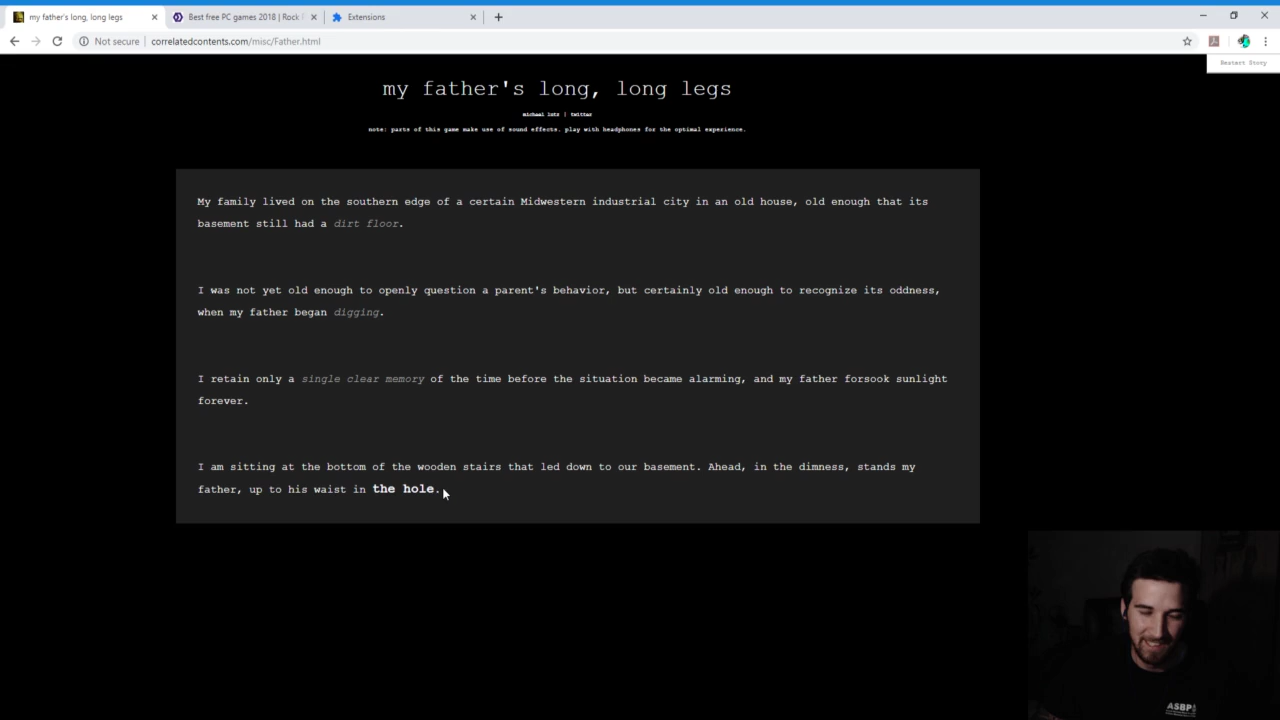 my father's long, long legs
Best free PC games 2018 | Rock
Extensions
Not secure | correlatedcontents.com/misc/Father.html
Restart Story
my father's long, long legs
michael lutz | twitter
note: parts of this game make use of sound effects. play with headphones for the optimal experience.
My family lived on the southern edge of a certain Midwestern industrial city in an old house, old enough that its
basement still had a dirt floor.
I was not yet old enough to openly question a parent's behavior, but certainly old enough to recognize its oddness,
when my father began digging.
I retain only a single clear memory of the time before the situation became alarming, and my father forsook sunlight
forever.
I am sitting at the bottom of the wooden stairs that led down to our basement. Ahead, in the dimness, stands my
father, up to his waist in the hole.
ASBP